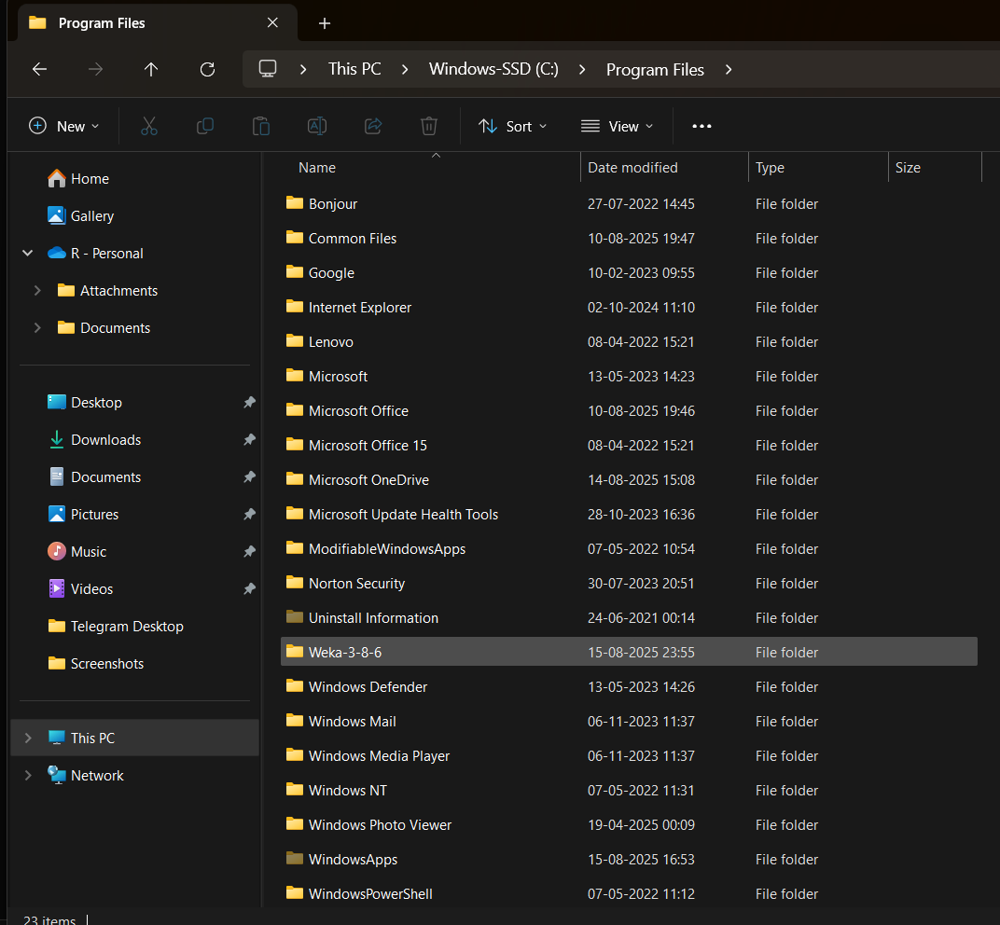 Program Files
New
Sort
View
This PC
Windows-SSD (C:)
Program Files
Home
Gallery
R - Personal
Attachments
Documents
Desktop
Downloads
Documents
Pictures
Music
Videos
Telegram Desktop
Screenshots
This PC
Network
Name Date modified Type Size
Bonjour 27-07-2022 14:45 File folder
Common Files 10-08-2025 19:47 File folder
Google 10-02-2023 09:55 File folder
Internet Explorer 02-10-2024 11:10 File folder
Lenovo 08-04-2022 15:21 File folder
Microsoft 13-05-2023 14:23 File folder
Microsoft Office 10-08-2025 19:46 File folder
Microsoft Office 15 08-04-2022 15:21 File folder
Microsoft OneDrive 14-08-2025 15:08 File folder
Microsoft Update Health Tools 28-10-2023 16:36 File folder
ModifiableWindowsApps 07-05-2022 10:54 File folder
Norton Security 30-07-2023 20:51 File folder
Uninstall Information 24-06-2021 00:14 File folder
Weka-3-8-6 15-08-2025 23:55 File folder
Windows Defender 13-05-2023 14:26 File folder
Windows Mail 06-11-2023 11:37 File folder
Windows Media Player 06-11-2023 11:37 File folder
Windows NT 07-05-2022 11:31 File folder
Windows Photo Viewer 19-04-2025 00:09 File folder
WindowsApps 15-08-2025 16:53 File folder
WindowsPowerShell 07-05-2022 11:12 File folder
23 items